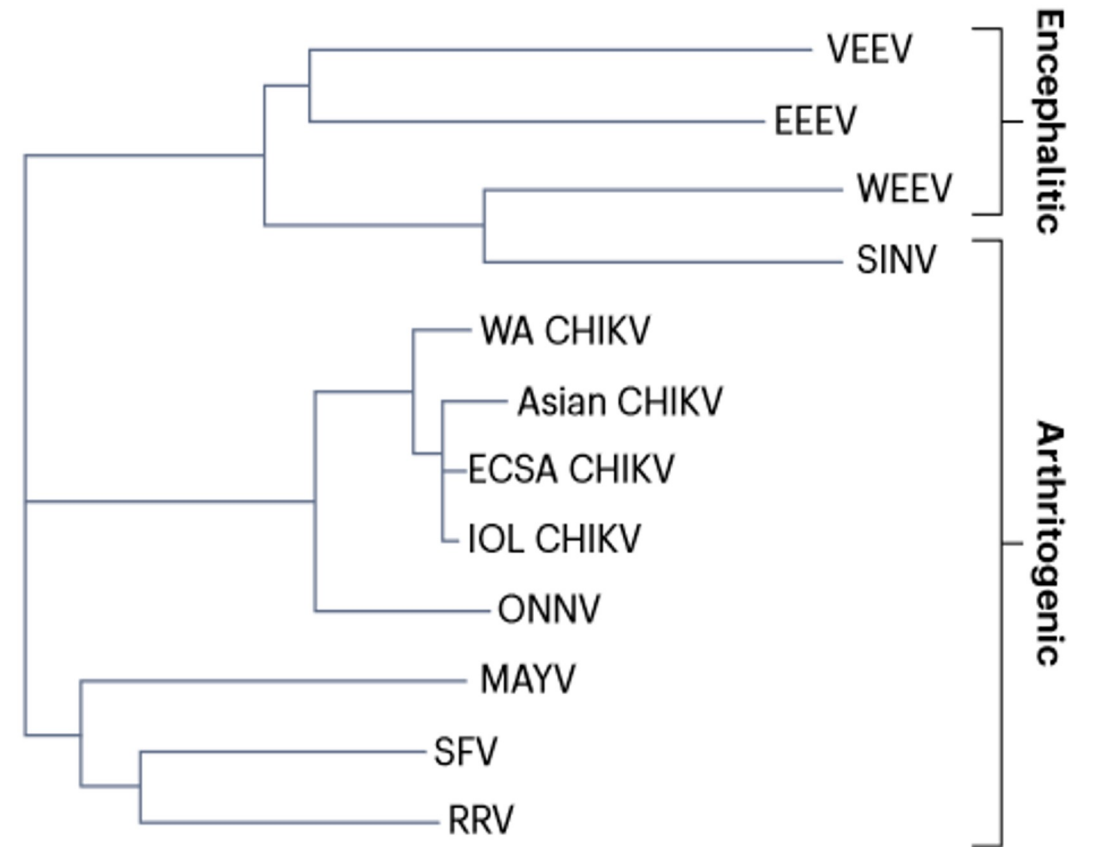 VEEV
EEEV
WEEV
SINV
WA CHIKV
Asian CHIKV
ECSA CHIKV
IOL CHIKV
ONNV
MAYV
SFV
RRV
Encephalitic
Arthritogenic